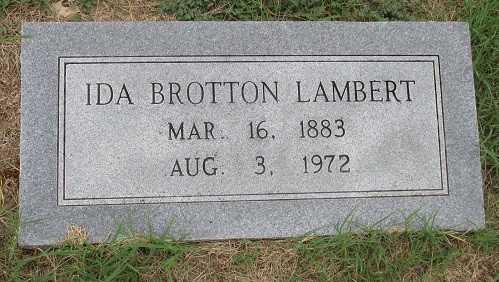 IDA BROTTON LAMBERT
MAR. 16, 1883
AUG. 3, 1972